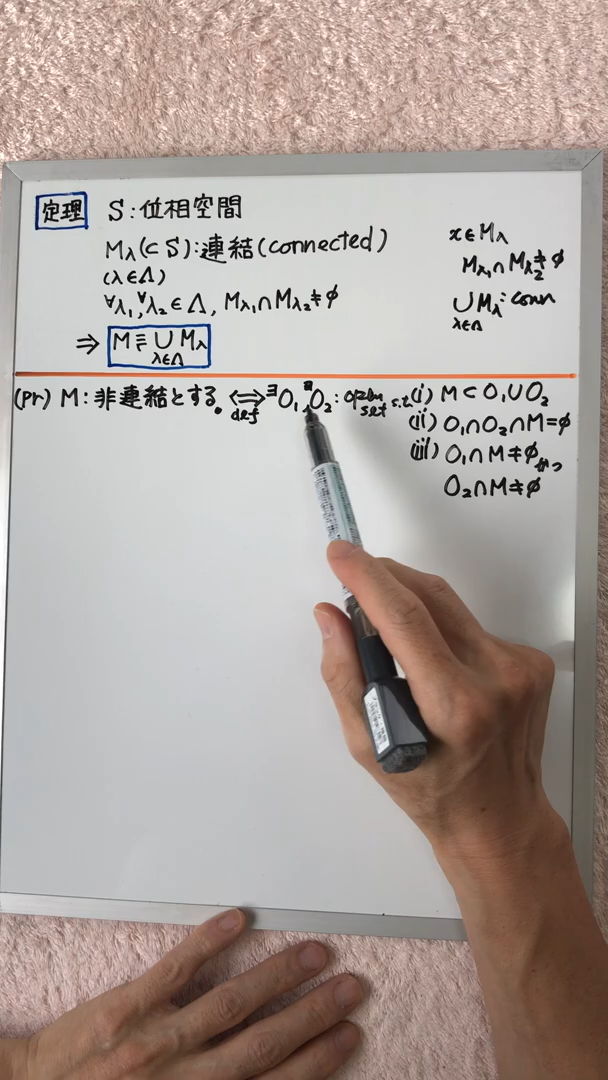 定理 S:位相空間
Mλ(⊂S):連結(connected)
(λ∈Λ)
∀λ₁,∀λ₂∈Λ, Mλ₁∩Mλ₂≠φ
⇒ M≡∪Mλ
λ∈Λ
x∈Mλ
Mλ₁∩Mλ₂≠φ
∪Mλ:conn
λ∈Λ
(Pr) M:非連結とする。⇔def ∃O₁,∃O₂:open set s.t. (i) M⊂O₁∪O₂
(ii) O₁∩O₂∩M=φ
(iii) O₁∩M≠φ かつ
O₂∩M≠φ